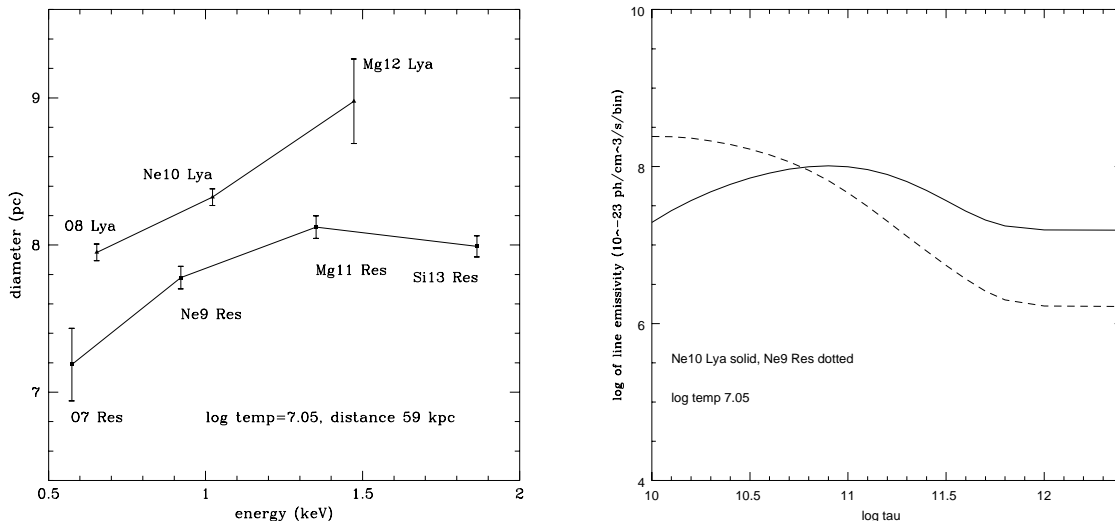 9
8
7
0.5
1
1.5
2
diameter (pc)
energy (keV)
Mg12 Lya
Ne10 Lya
O8 Lya
Mg11 Res
Si13 Res
Ne9 Res
O7 Res
log temp=7.05, distance 59 kpc
10
8
6
4
10
10.5
11
11.5
12
log of line emissivity (10~-23 ph/cm~3/s/bin)
log tau
Ne10 Lya solid, Ne9 Res dotted
log temp 7.05